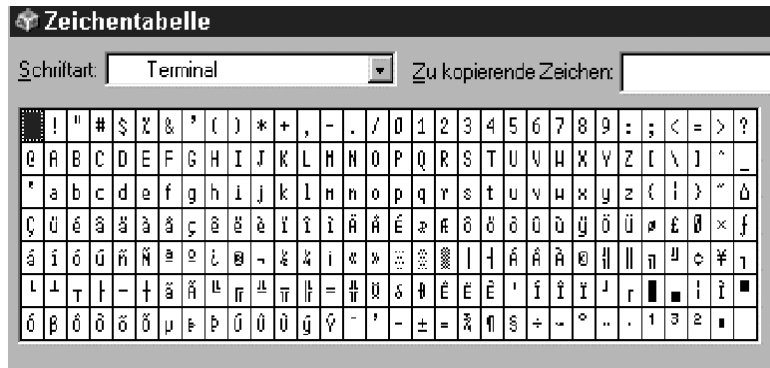 Zeichentabelle
Schriftart: Terminal Zu kopierende Zeichen:
! " # $ % & ' ( ) * + , - . / 0 1 2 3 4 5 6 7 8 9 : ; < = > ?
@ A B C D E F G H I J K L M N O P Q R S T U V W X Y Z [ \ ] ^ _
` a b c d e f g h i j k l m n o p q r s t u v w x y z { | } ~ ⌂
Ç ü é â ä à å ç ê ë è ï î ì Ä Å É æ Æ ô ö ò û ù ÿ Ö Ü ø £ Ø × ƒ
á í ó ú ñ Ñ ª º ¿ ® ¬ ½ ¼ ¡ « » ░ ▒ ▓ │ ┤ Á Â À © ╣ ║ ╗ ╝ ¢ ¥ ┐
└ ┴ ┬ ├ ─ ┼ ã Ã ╚ ╔ ╩ ╦ ╠ ═ ╬ ¤ ð Ð Ê Ë È ı Í Î Ï ┘ ┌ █ ▄ ¦ Ì ▀
Ó ß Ô Ò õ Õ µ þ Þ Ú Û Ù ý Ý ¯ ´ - ± ‗ ¾ ¶ § ÷ ¸ ° ¨ · ¹ ³ ² ■